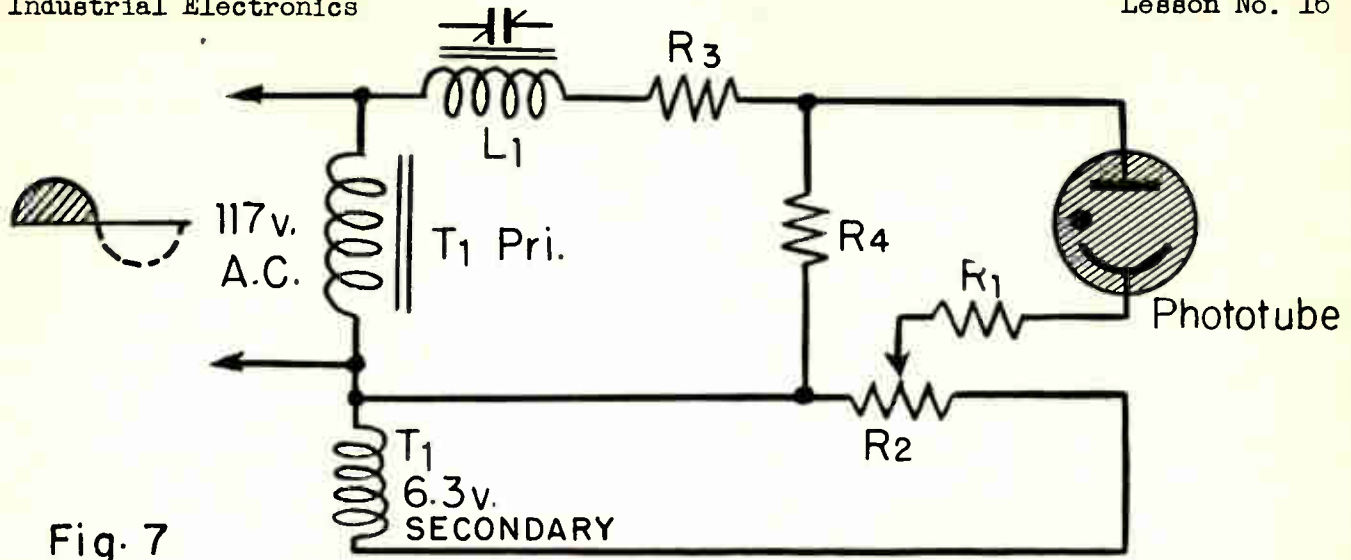 Industrial Electronics
Lesson No. 16
R3
L1
117v.
A.C.
T1 Pri.
R4
R1
Phototube
R2
T1
6.3v.
SECONDARY
Fig. 7